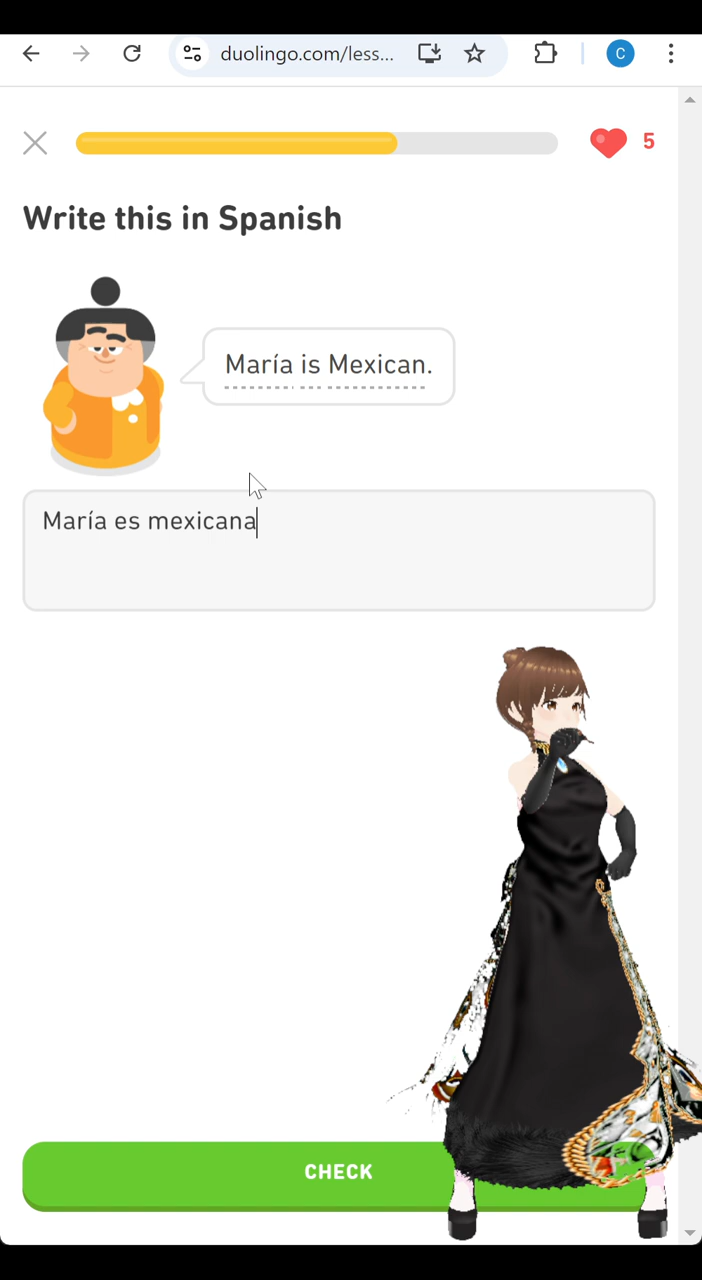 duolingo.com/less...
C
5
Write this in Spanish
María is Mexican.
María es mexicana
CHECK